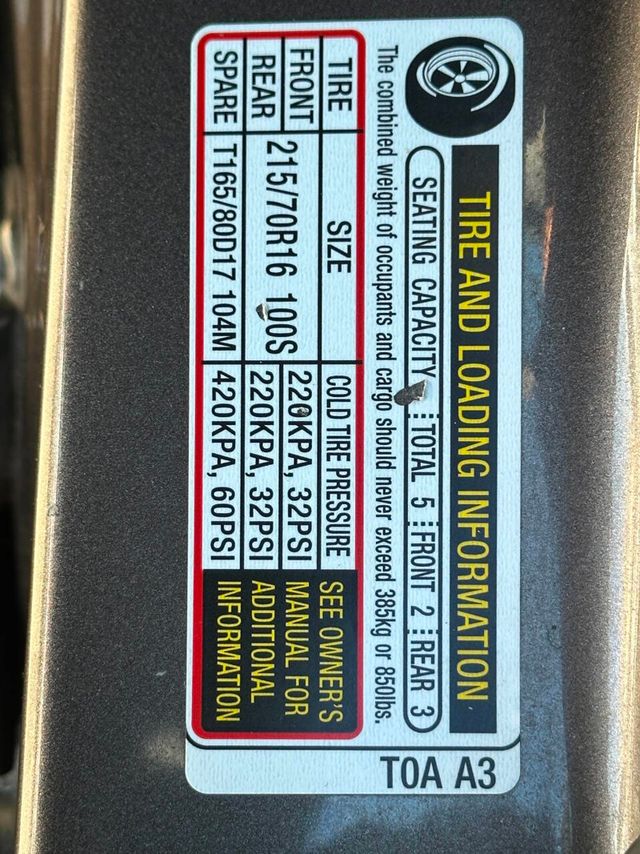 TIRE AND LOADING INFORMATION
SEATING CAPACITY TOTAL 5 FRONT 2 REAR 3
The combined weight of occupants and cargo should never exceed 385kg or 850lbs.
TIRE SIZE COLD TIRE PRESSURE
FRONT 215/70R16 100S 220KPA, 32PSI
REAR 220KPA, 32PSI
SPARE T165/80D17 104M 420KPA, 60PSI
SEE OWNER'S
MANUAL FOR
ADDITIONAL
INFORMATION
T0A A3